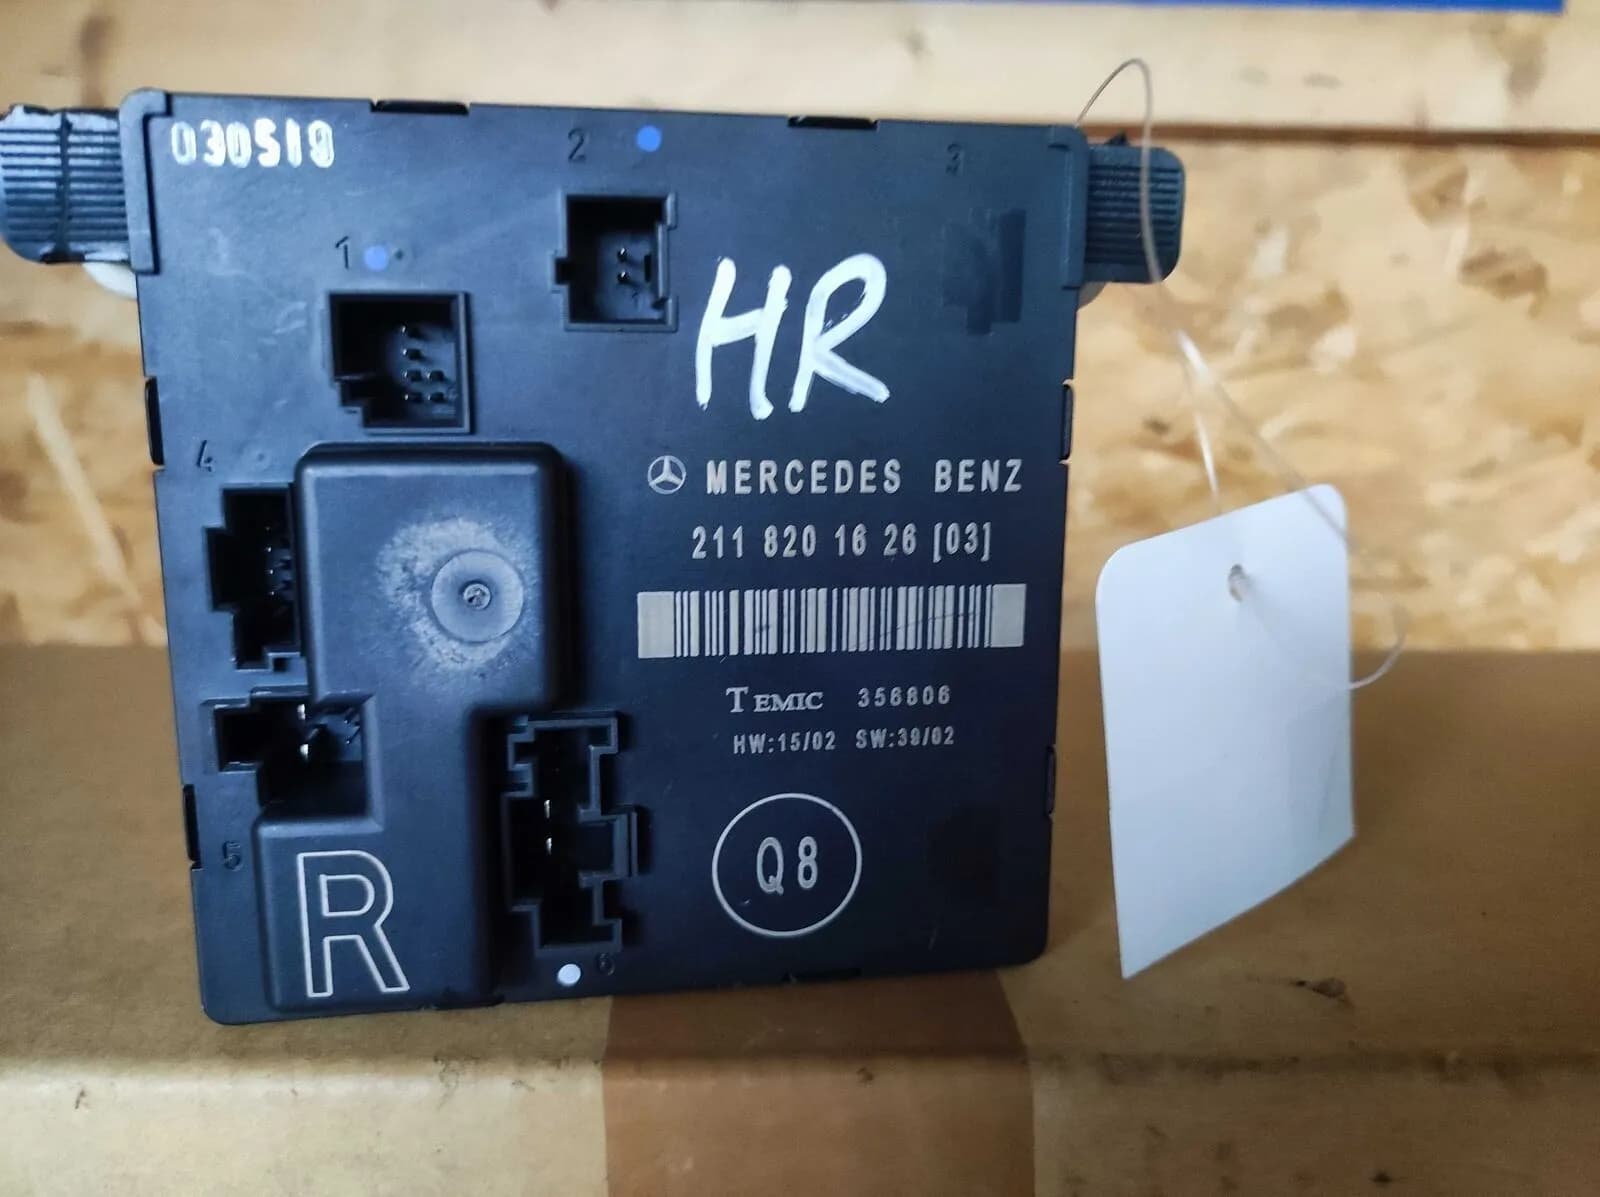 030519
2
3
1
HR
4
MERCEDES BENZ
211 820 16 26 [03]
TEMIC 356806
HW:15/02 SW:39/02
5
Q8
R
6